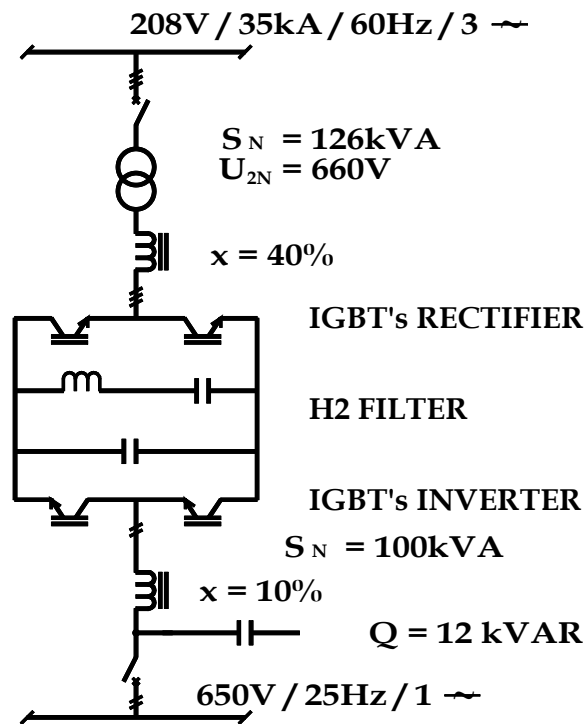 208V / 35kA / 60Hz / 3 ~
S N = 126kVA
U2N = 660V
x = 40%
IGBT's RECTIFIER
H2 FILTER
IGBT's INVERTER
S N = 100kVA
x = 10%
Q = 12 kVAR
650V / 25Hz / 1 ~